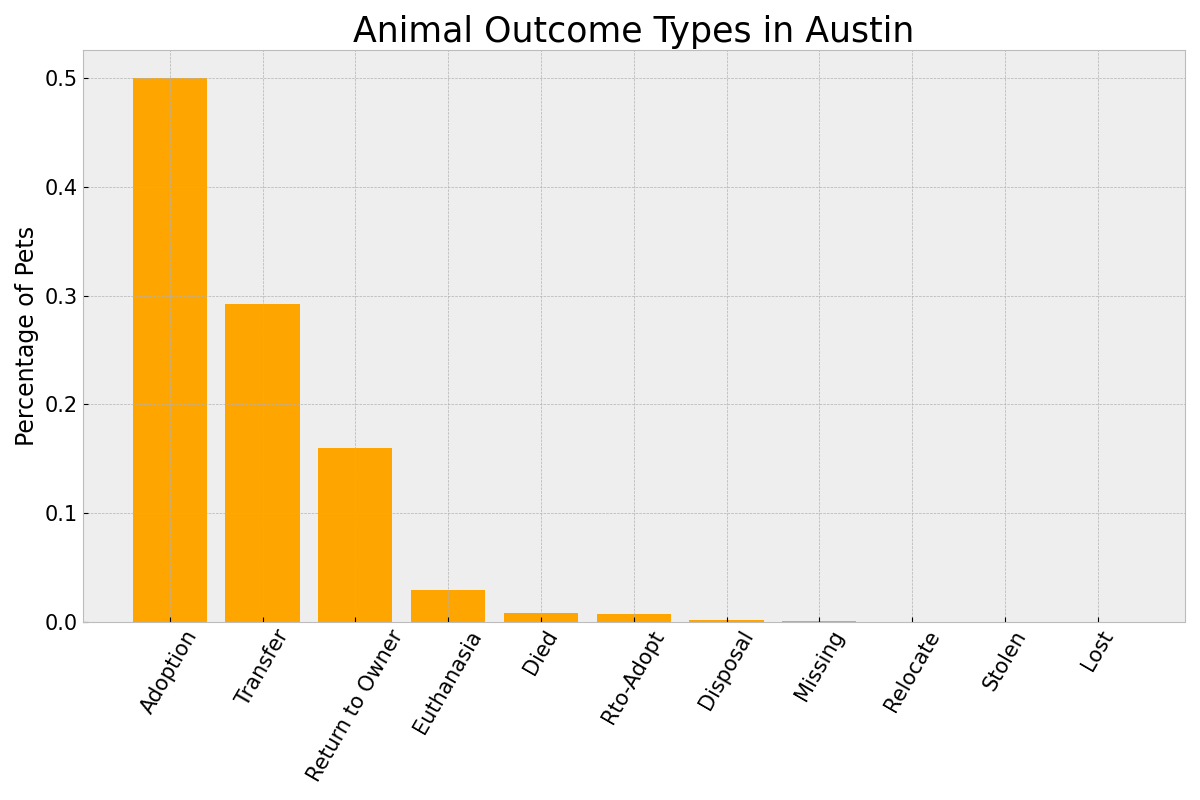 Animal Outcome Types in Austin
Percentage of Pets
0.5
0.4
0.3
0.2
0.1
0.0
Adoption
Transfer
Return to Owner
Euthanasia
Died
Rto-Adopt
Disposal
Missing
Relocate
Stolen
Lost